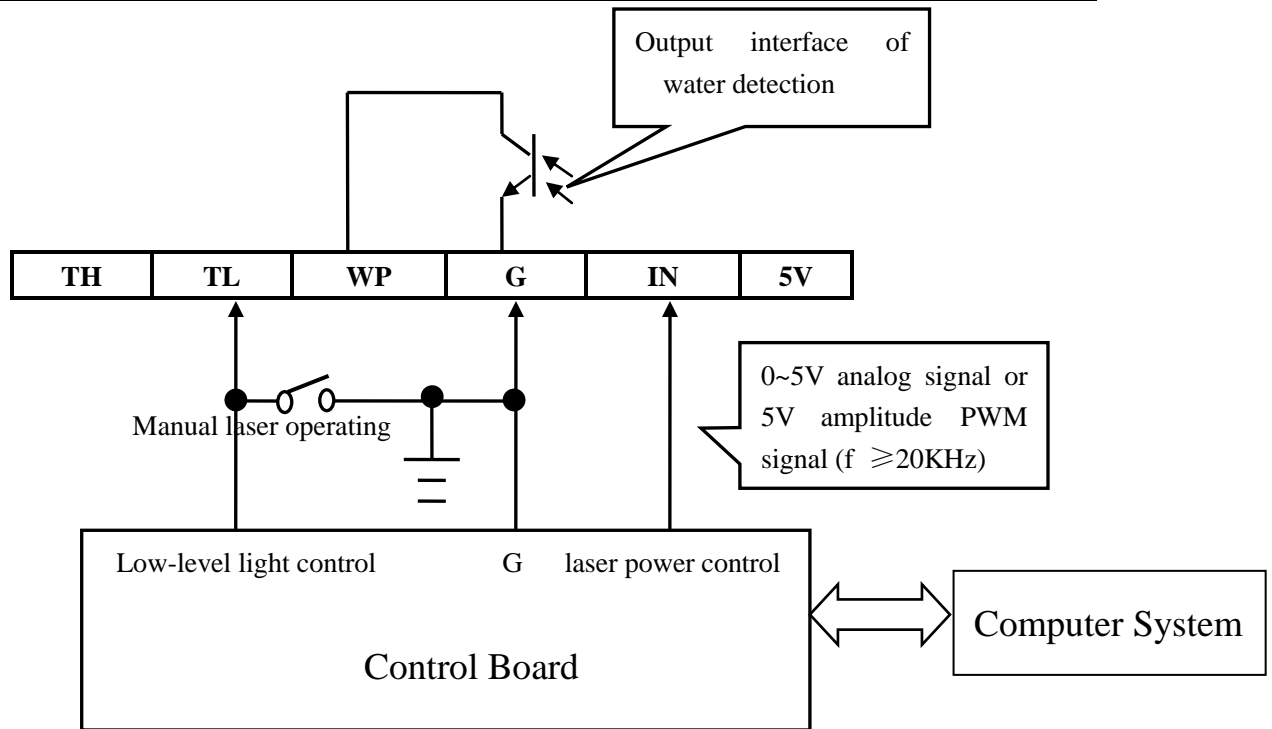 Output interface of
water detection
TH TL WP G IN 5V
0~5V analog signal or
5V amplitude PWM
signal (f ≥20KHz)
Manual laser operating
Low-level light control G laser power control
Control Board
Computer System